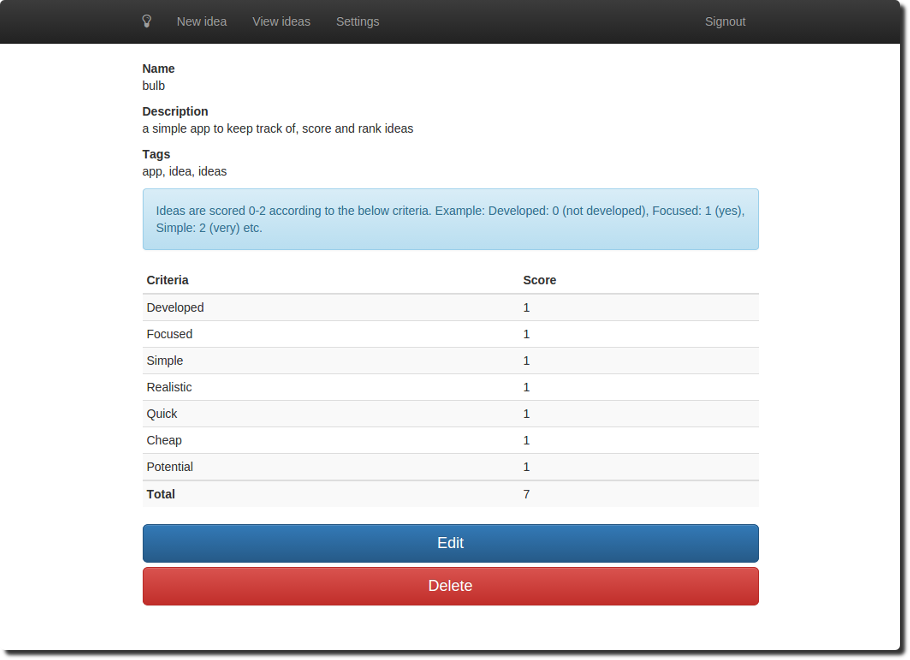 New idea View ideas Settings Signout
Name
bulb
Description
a simple app to keep track of, score and rank ideas
Tags
app, idea, ideas
Ideas are scored 0-2 according to the below criteria. Example: Developed: 0 (not developed), Focused: 1 (yes),
Simple: 2 (very) etc.
Criteria Score
Developed 1
Focused 1
Simple 1
Realistic 1
Quick 1
Cheap 1
Potential 1
Total 7
Edit
Delete